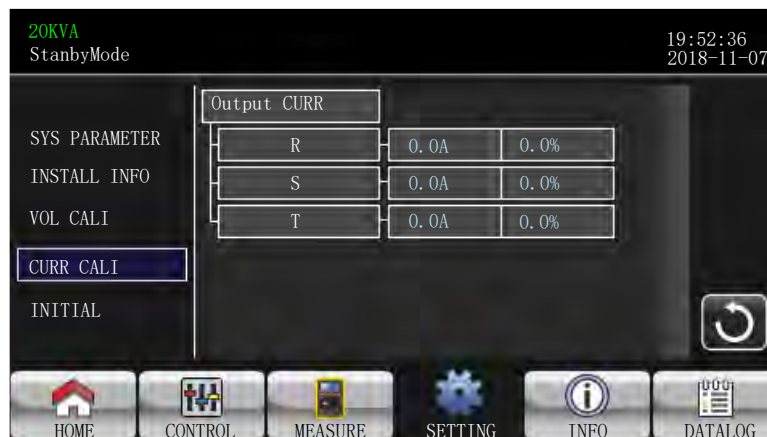 20KVA
StanbyMode
19:52:36
2018-11-07
SYS PARAMETER
INSTALL INFO
VOL CALI
CURR CALI
INITIAL
Output CURR
R 0.0A 0.0%
S 0.0A 0.0%
T 0.0A 0.0%
HOME CONTROL MEASURE SETTING INFO DATALOG